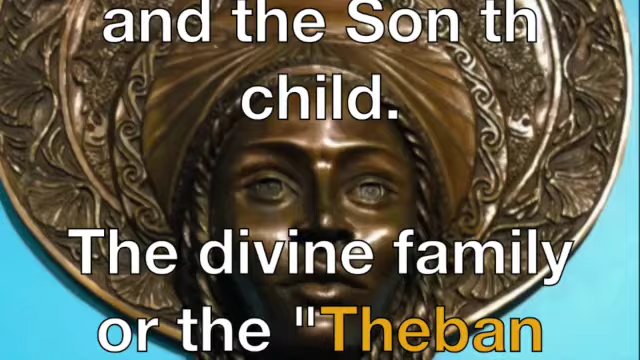 and the Son th
child.
The divine family
or the "Theban